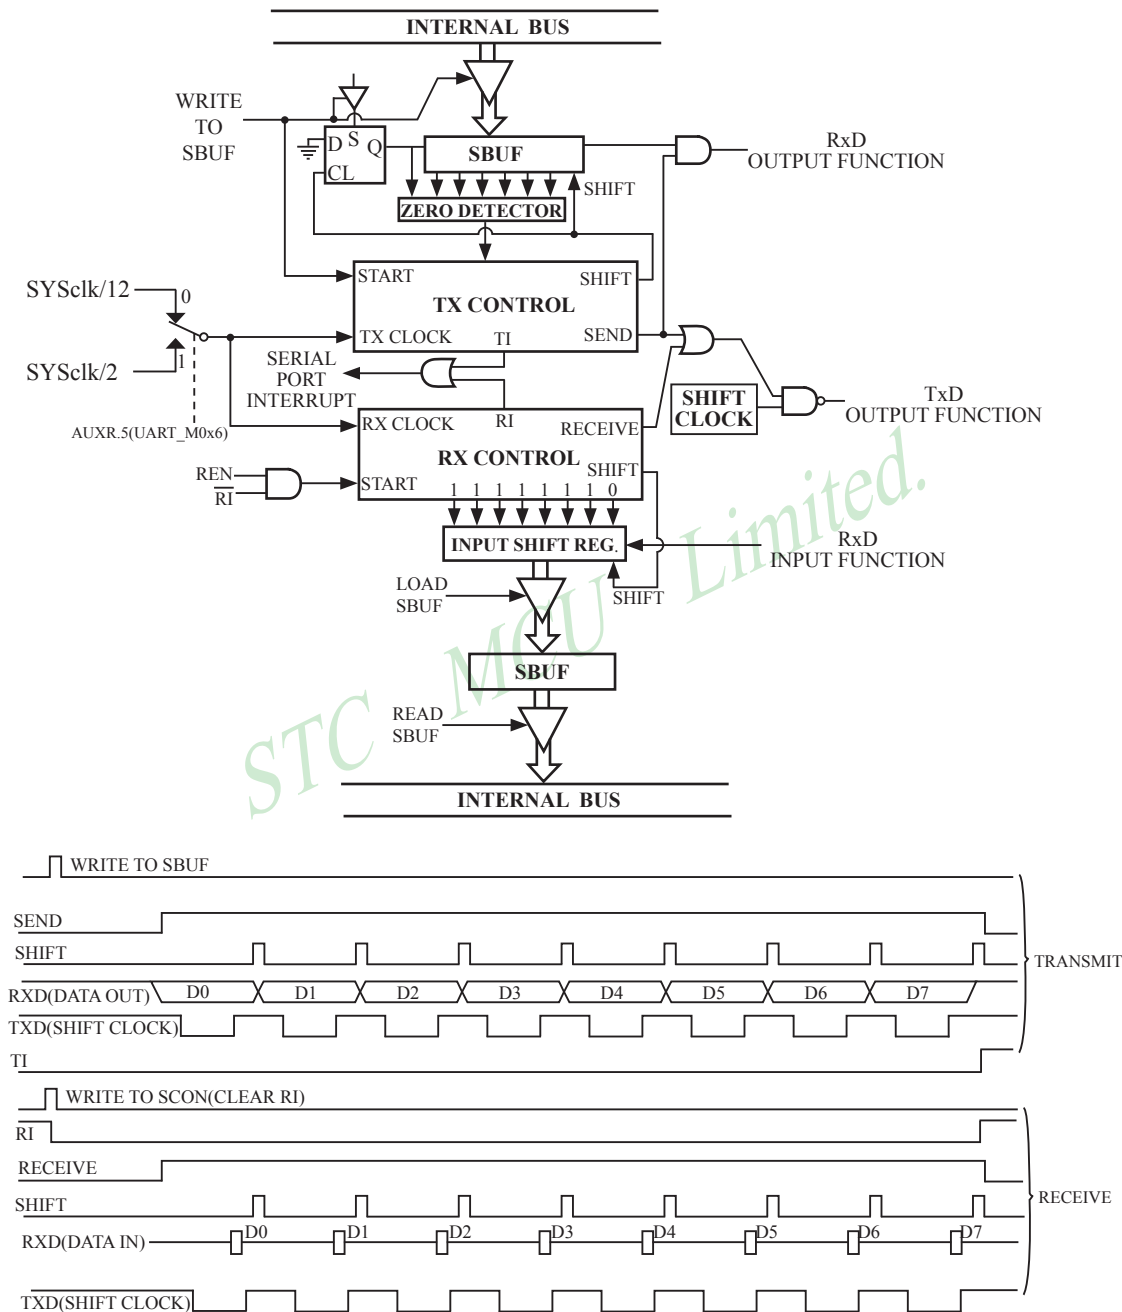 INTERNAL BUS
WRITE
TO
SBUF
D S Q
CL
SBUF
SHIFT
ZERO DETECTOR
RxD
OUTPUT FUNCTION
START
SHIFT
TX CONTROL
TX CLOCK
TI
SEND
SYSclk/12
0
1
SYSclk/2
AUXR.5(UART_M0x6)
SERIAL
PORT
INTERRUPT
SHIFT
CLOCK
TxD
OUTPUT FUNCTION
RX CLOCK
RI
RECEIVE
RX CONTROL
SHIFT
START
1 1 1 1 1 1 1 0
REN
RI
INPUT SHIFT REG.
RxD
INPUT FUNCTION
LOAD
SBUF
SHIFT
SBUF
READ
SBUF
INTERNAL BUS
STC MCU Limited.
WRITE TO SBUF
SEND
SHIFT
RXD(DATA OUT) D0 D1 D2 D3 D4 D5 D6 D7
TXD(SHIFT CLOCK)
TI
TRANSMIT
WRITE TO SCON(CLEAR RI)
RI
RECEIVE
SHIFT
RXD(DATA IN) D0 D1 D2 D3 D4 D5 D6 D7
TXD(SHIFT CLOCK)
RECEIVE